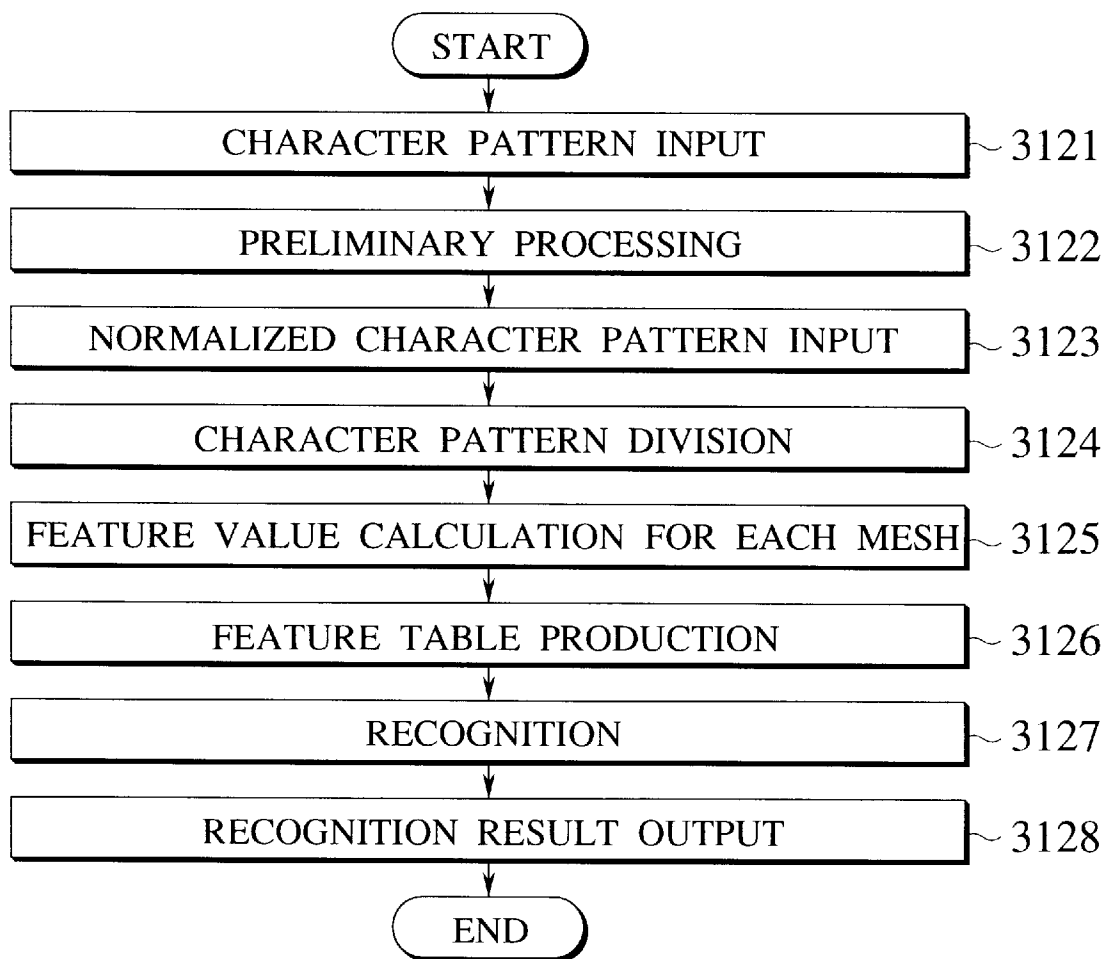 START
CHARACTER PATTERN INPUT 3121
PRELIMINARY PROCESSING 3122
NORMALIZED CHARACTER PATTERN INPUT 3123
CHARACTER PATTERN DIVISION 3124
FEATURE VALUE CALCULATION FOR EACH MESH 3125
FEATURE TABLE PRODUCTION 3126
RECOGNITION 3127
RECOGNITION RESULT OUTPUT 3128
END